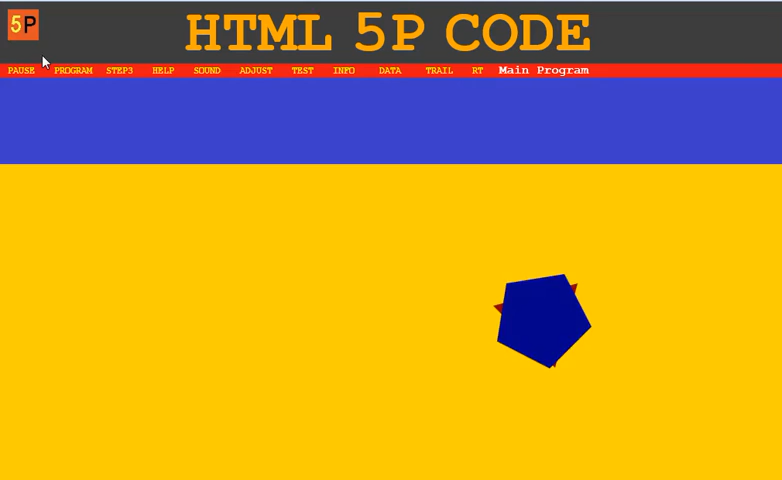 5P
HTML 5P CODE
PAUSE PROGRAM STEP3 HELP SOUND ADJUST TEST INFO DATA TRAIL RT Main Program